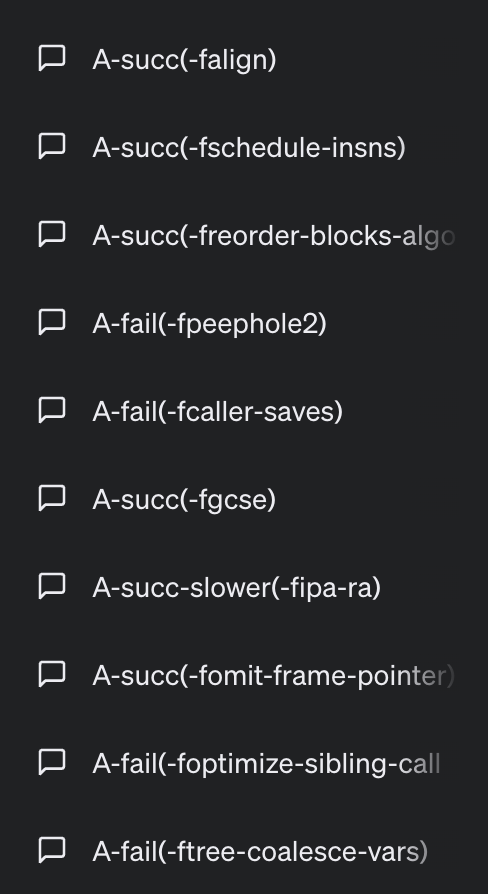 A-succ(-falign)
A-succ(-fschedule-insns)
A-succ(-freorder-blocks-algo
A-fail(-fpeephole2)
A-fail(-fcaller-saves)
A-succ(-fgcse)
A-succ-slower(-fipa-ra)
A-succ(-fomit-frame-pointer)
A-fail(-foptimize-sibling-call
A-fail(-ftree-coalesce-vars)